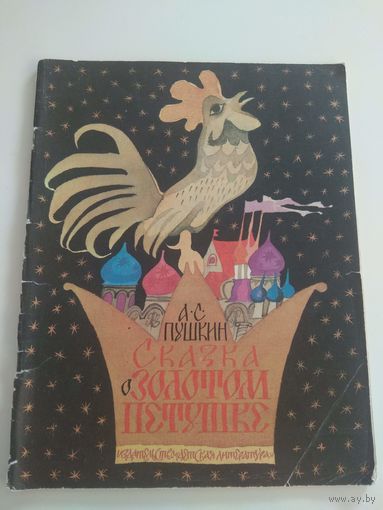 А·С·
ПУШКИН
СКАЗКА
О ЗОЛОТОМ
ПЕТУШКЕ
ИЗДАТЕЛЬСТВО «ДЕТСКАЯ ЛИТЕРАТУРА»
www.ay.by